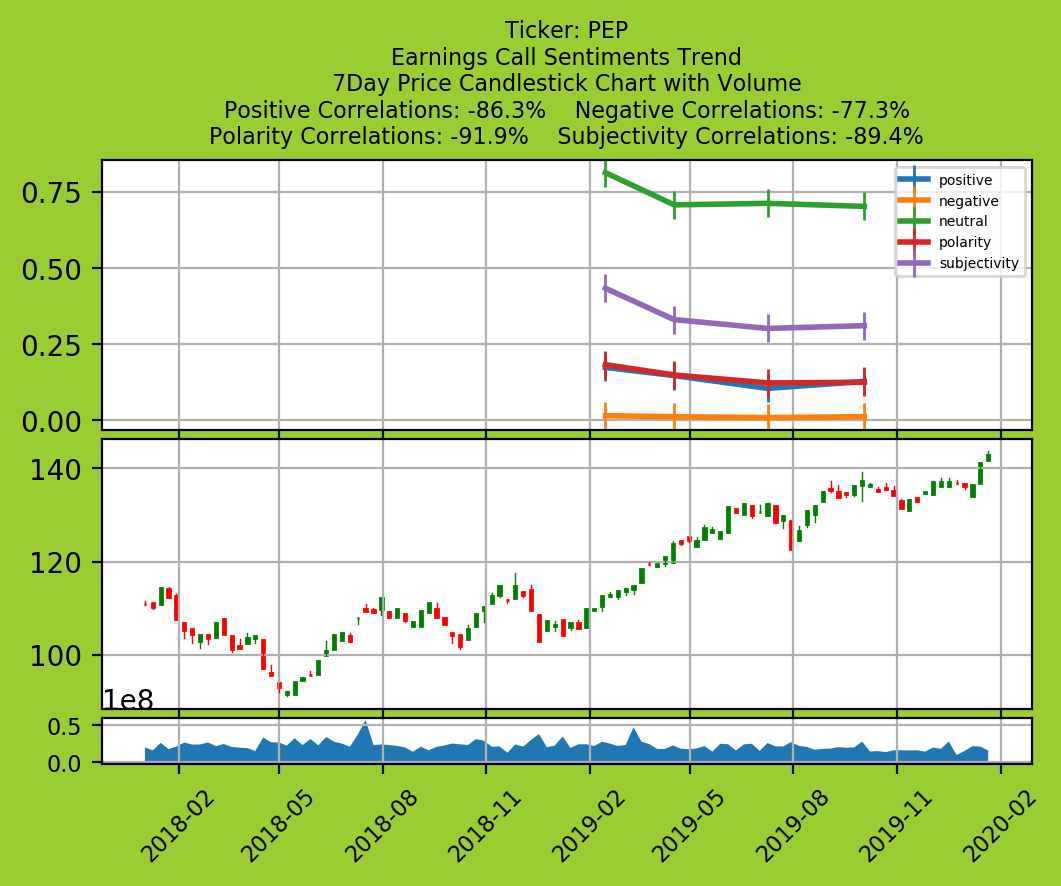 Ticker: PEP
Earnings Call Sentiments Trend
7Day Price Candlestick Chart with Volume
Positive Correlations: -86.3%    Negative Correlations: -77.3%
Polarity Correlations: -91.9%    Subjectivity Correlations: -89.4%
0.75
0.50
0.25
0.00
positive
negative
neutral
polarity
subjectivity
140
120
100
1e8
0.5
0.0
2018-02
2018-05
2018-08
2018-11
2019-02
2019-05
2019-08
2019-11
2020-02